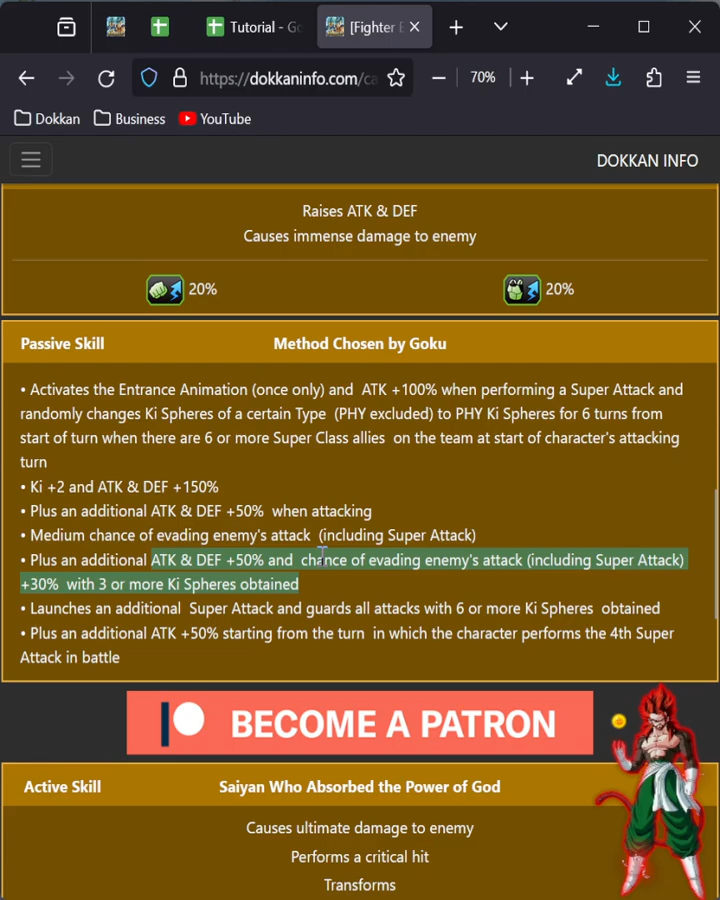 Tutorial - Go
[Fighter E
https://dokkaninfo.com/ca
70%
Dokkan
Business
YouTube
DOKKAN INFO
Raises ATK & DEF
Causes immense damage to enemy
20%
20%
Passive Skill
Method Chosen by Goku
• Activates the Entrance Animation (once only) and ATK +100% when performing a Super Attack and
randomly changes Ki Spheres of a certain Type (PHY excluded) to PHY Ki Spheres for 6 turns from
start of turn when there are 6 or more Super Class allies on the team at start of character's attacking
turn
• Ki +2 and ATK & DEF +150%
• Plus an additional ATK & DEF +50% when attacking
• Medium chance of evading enemy's attack (including Super Attack)
• Plus an additional ATK & DEF +50% and chance of evading enemy's attack (including Super Attack)
+30% with 3 or more Ki Spheres obtained
• Launches an additional Super Attack and guards all attacks with 6 or more Ki Spheres obtained
• Plus an additional ATK +50% starting from the turn in which the character performs the 4th Super
Attack in battle
BECOME A PATRON
Active Skill
Saiyan Who Absorbed the Power of God
Causes ultimate damage to enemy
Performs a critical hit
Transforms